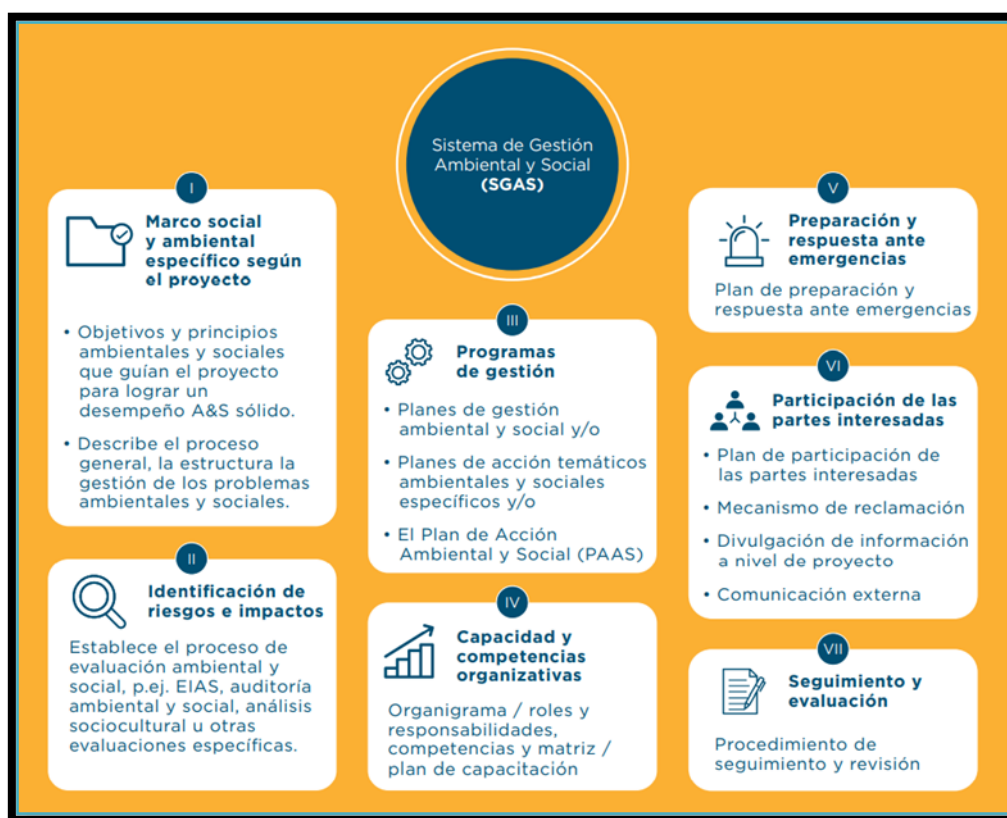 Sistema de Gestión
Ambiental y Social
(SGAS)
I
Marco social
y ambiental
específico según
el proyecto
• Objetivos y principios
ambientales y sociales
que guían el proyecto
para lograr un
desempeño A&S sólido.
• Describe el proceso
general, la estructura la
gestión de los problemas
ambientales y sociales.
II
Identificación de
riesgos e impactos
Establece el proceso de
evaluación ambiental y
social, p.ej. EIAS, auditoría
ambiental y social, análisis
sociocultural u otras
evaluaciones específicas.
III
Programas
de gestión
• Planes de gestión
ambiental y social y/o
• Planes de acción temáticos
ambientales y sociales
específicos y/o
• El Plan de Acción
Ambiental y Social (PAAS)
IV
Capacidad y
competencias
organizativas
Organigrama / roles y
responsabilidades,
competencias y matriz /
plan de capacitación
V
Preparación y
respuesta ante
emergencias
Plan de preparación y
respuesta ante emergencias
VI
Participación de las
partes interesadas
• Plan de participación de
las partes interesadas
• Mecanismo de reclamación
• Divulgación de información
a nivel de proyecto
• Comunicación externa
VII
Seguimiento y
evaluación
Procedimiento de
seguimiento y revisión